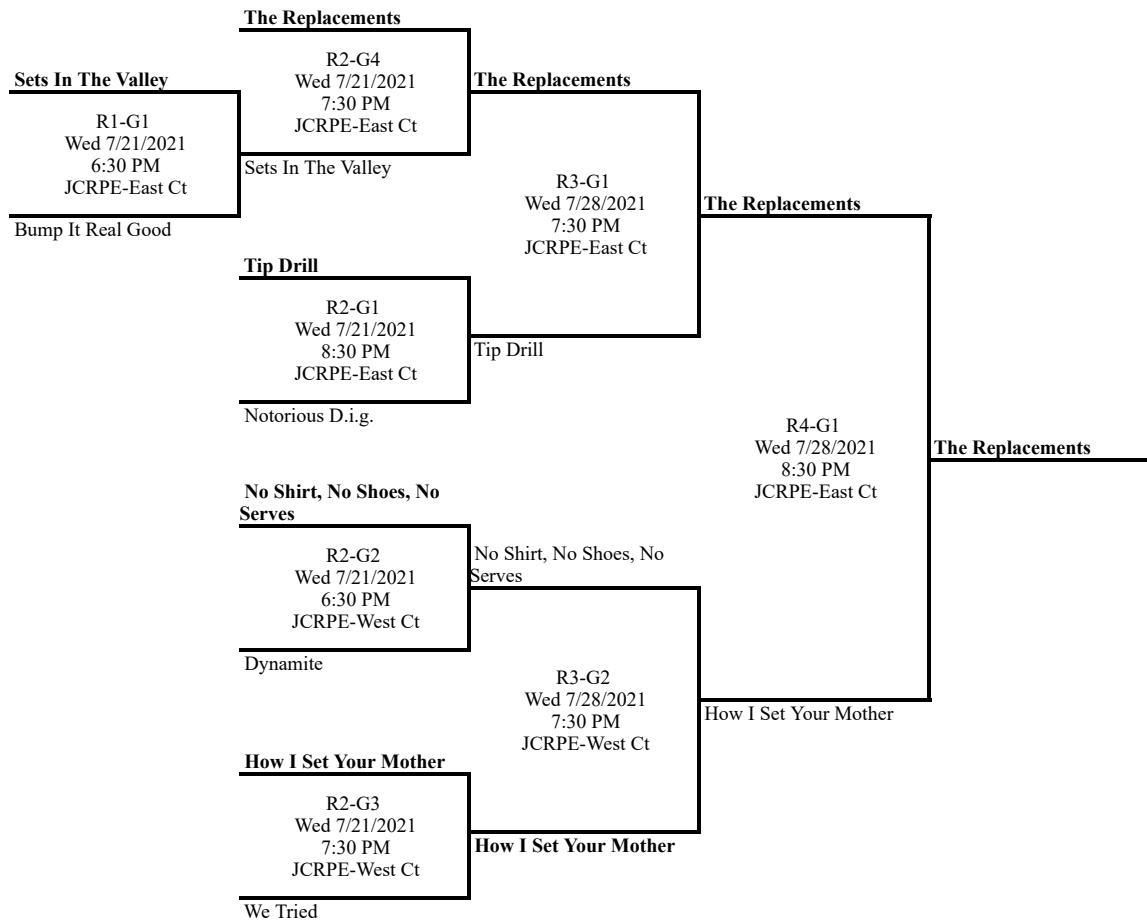 The Replacements
R2-G4
Wed 7/21/2021
7:30 PM
JCRPE-East Ct
Sets In The Valley
R1-G1
Wed 7/21/2021
6:30 PM
JCRPE-East Ct
Bump It Real Good
Sets In The Valley
The Replacements
R3-G1
Wed 7/28/2021
7:30 PM
JCRPE-East Ct
The Replacements
Tip Drill
R2-G1
Wed 7/21/2021
8:30 PM
JCRPE-East Ct
Tip Drill
Notorious D.i.g.
R4-G1
Wed 7/28/2021
8:30 PM
JCRPE-East Ct
The Replacements
No Shirt, No Shoes, No
Serves
R2-G2
Wed 7/21/2021
6:30 PM
JCRPE-West Ct
No Shirt, No Shoes, No
Serves
Dynamite
R3-G2
Wed 7/28/2021
7:30 PM
JCRPE-West Ct
How I Set Your Mother
How I Set Your Mother
R2-G3
Wed 7/21/2021
7:30 PM
JCRPE-West Ct
How I Set Your Mother
We Tried